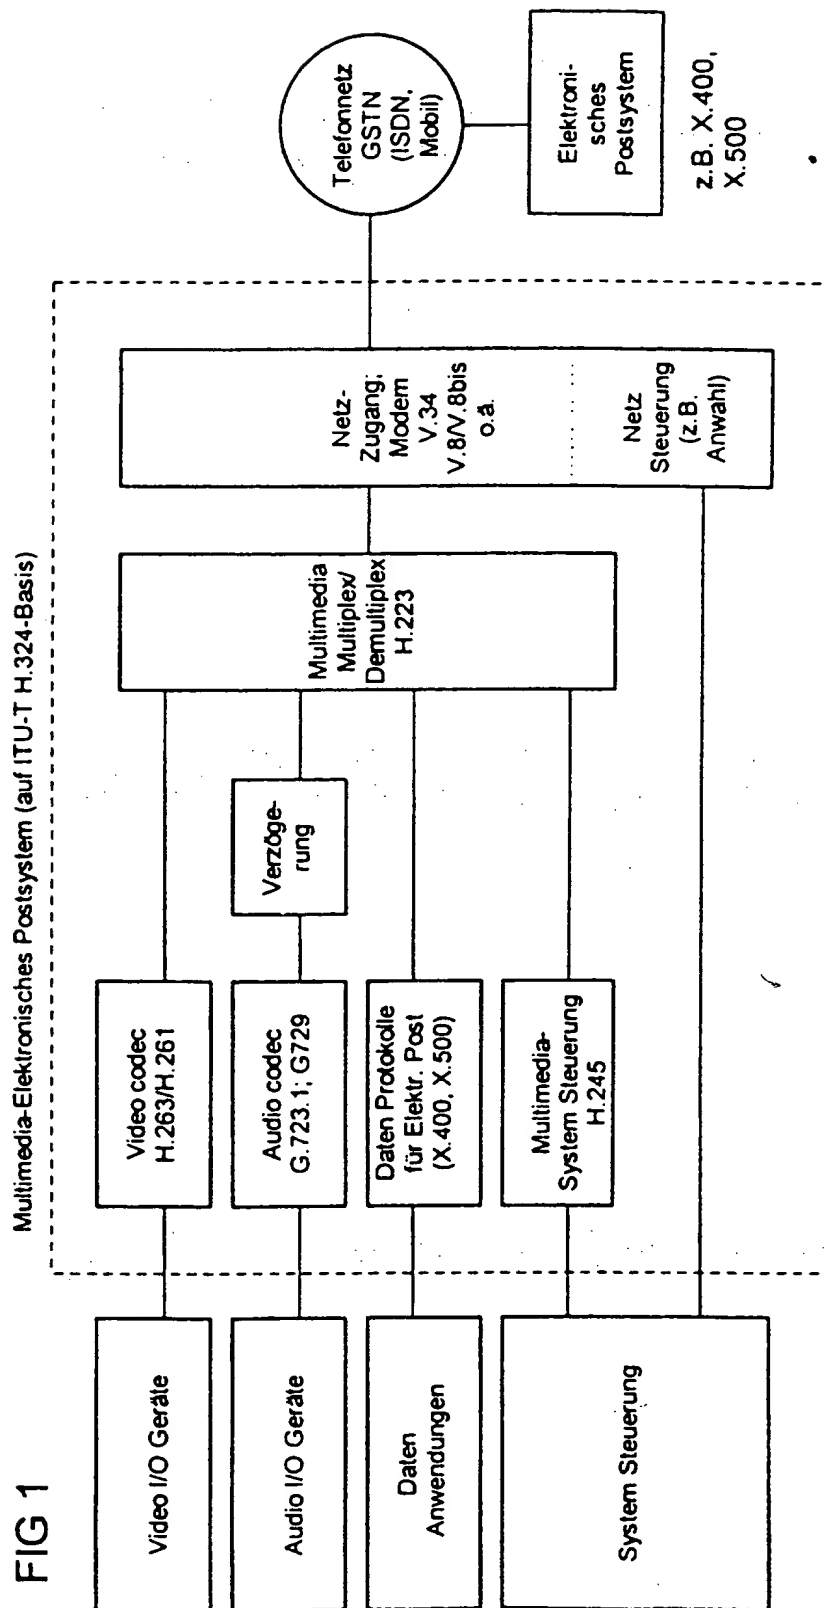 FIG 1
Multimedia-Elektronisches Postsystem (auf ITU-T H.324-Basis)
Video I/O Geräte
Audio I/O Geräte
Daten
Anwendungen
System Steuerung
Video codec
H.263/H.261
Audio codec
G.723.1; G729
Daten Protokolle
für Elektr. Post
(X.400, X.500)
Multimedia-
System Steuerung
H.245
Verzöge-
rung
Multimedia
Multiplex/
Demultiplex
H.223
Netz-
Zugang;
Modem
V.34
V.8/V.8bis
o.ä.
Netz
Steuerung
(z.B.
Anwahl)
Telefonnetz
GSTN
(ISDN,
Mobil)
Elektroni-
sches
Postsystem
z.B. X.400,
X.500